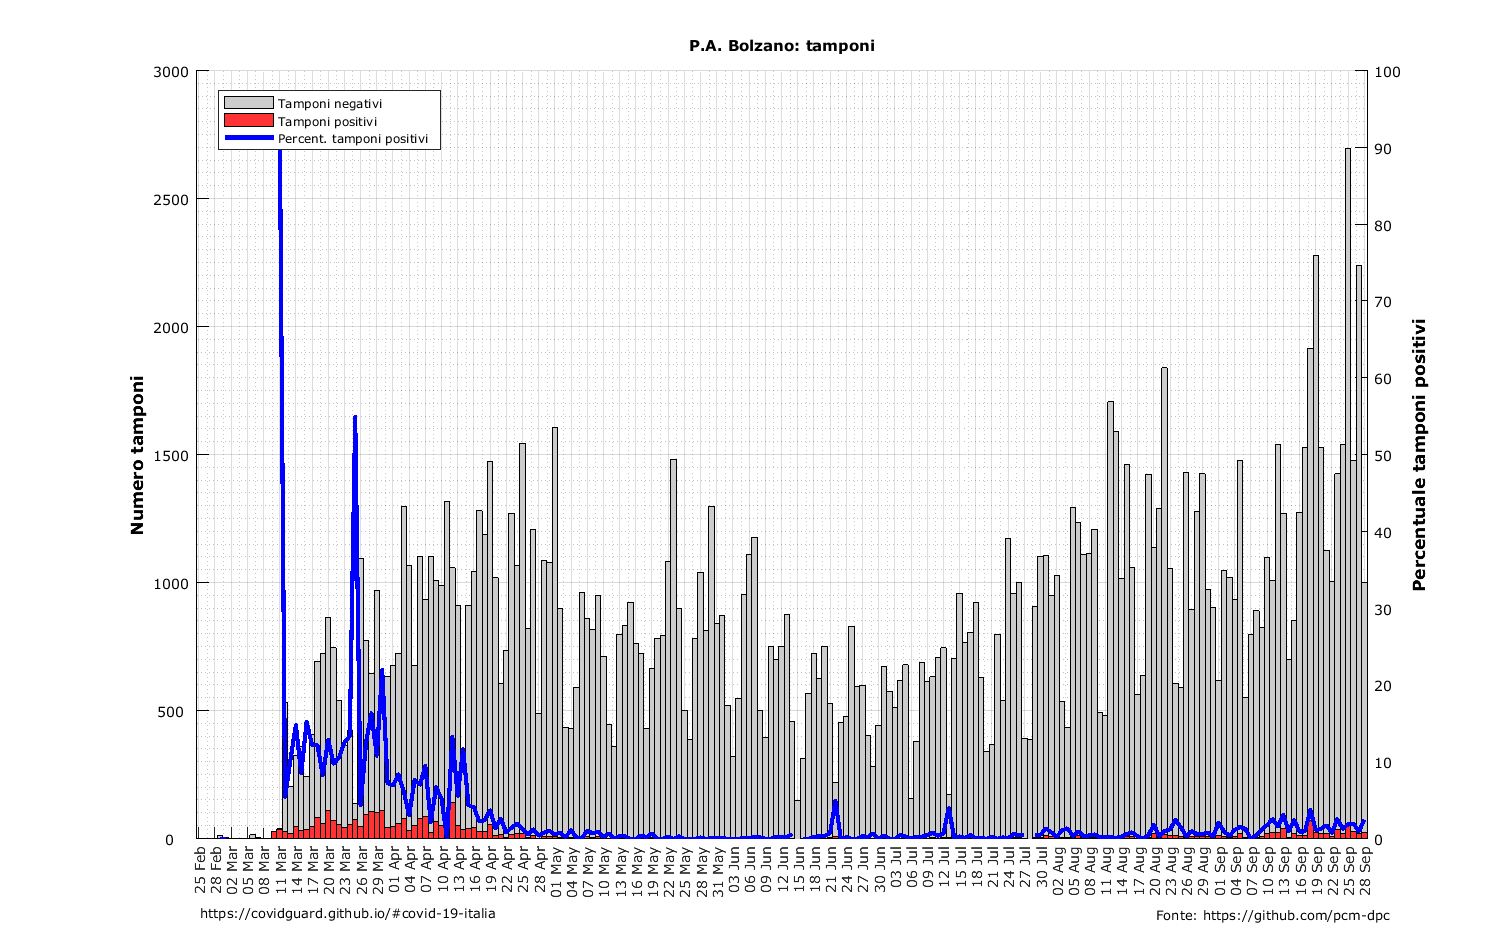 P.A. Bolzano: tamponi
Tamponi negativi
Tamponi positivi
Percent. tamponi positivi
Numero tamponi
3000
2500
2000
1500
1000
500
0
Percentuale tamponi positivi
100
90
80
70
60
50
40
30
20
10
0
25 Feb
28 Feb
02 Mar
05 Mar
08 Mar
11 Mar
14 Mar
17 Mar
20 Mar
23 Mar
26 Mar
29 Mar
01 Apr
04 Apr
07 Apr
10 Apr
13 Apr
16 Apr
19 Apr
22 Apr
25 Apr
28 Apr
01 May
04 May
07 May
10 May
13 May
16 May
19 May
22 May
25 May
28 May
31 May
03 Jun
06 Jun
09 Jun
12 Jun
15 Jun
18 Jun
21 Jun
24 Jun
27 Jun
30 Jun
03 Jul
06 Jul
09 Jul
12 Jul
15 Jul
18 Jul
21 Jul
24 Jul
27 Jul
30 Jul
02 Aug
05 Aug
08 Aug
11 Aug
14 Aug
17 Aug
20 Aug
23 Aug
26 Aug
29 Aug
01 Sep
04 Sep
07 Sep
10 Sep
13 Sep
16 Sep
19 Sep
22 Sep
25 Sep
28 Sep
https://covidguard.github.io/#covid-19-italia
Fonte: https://github.com/pcm-dpc